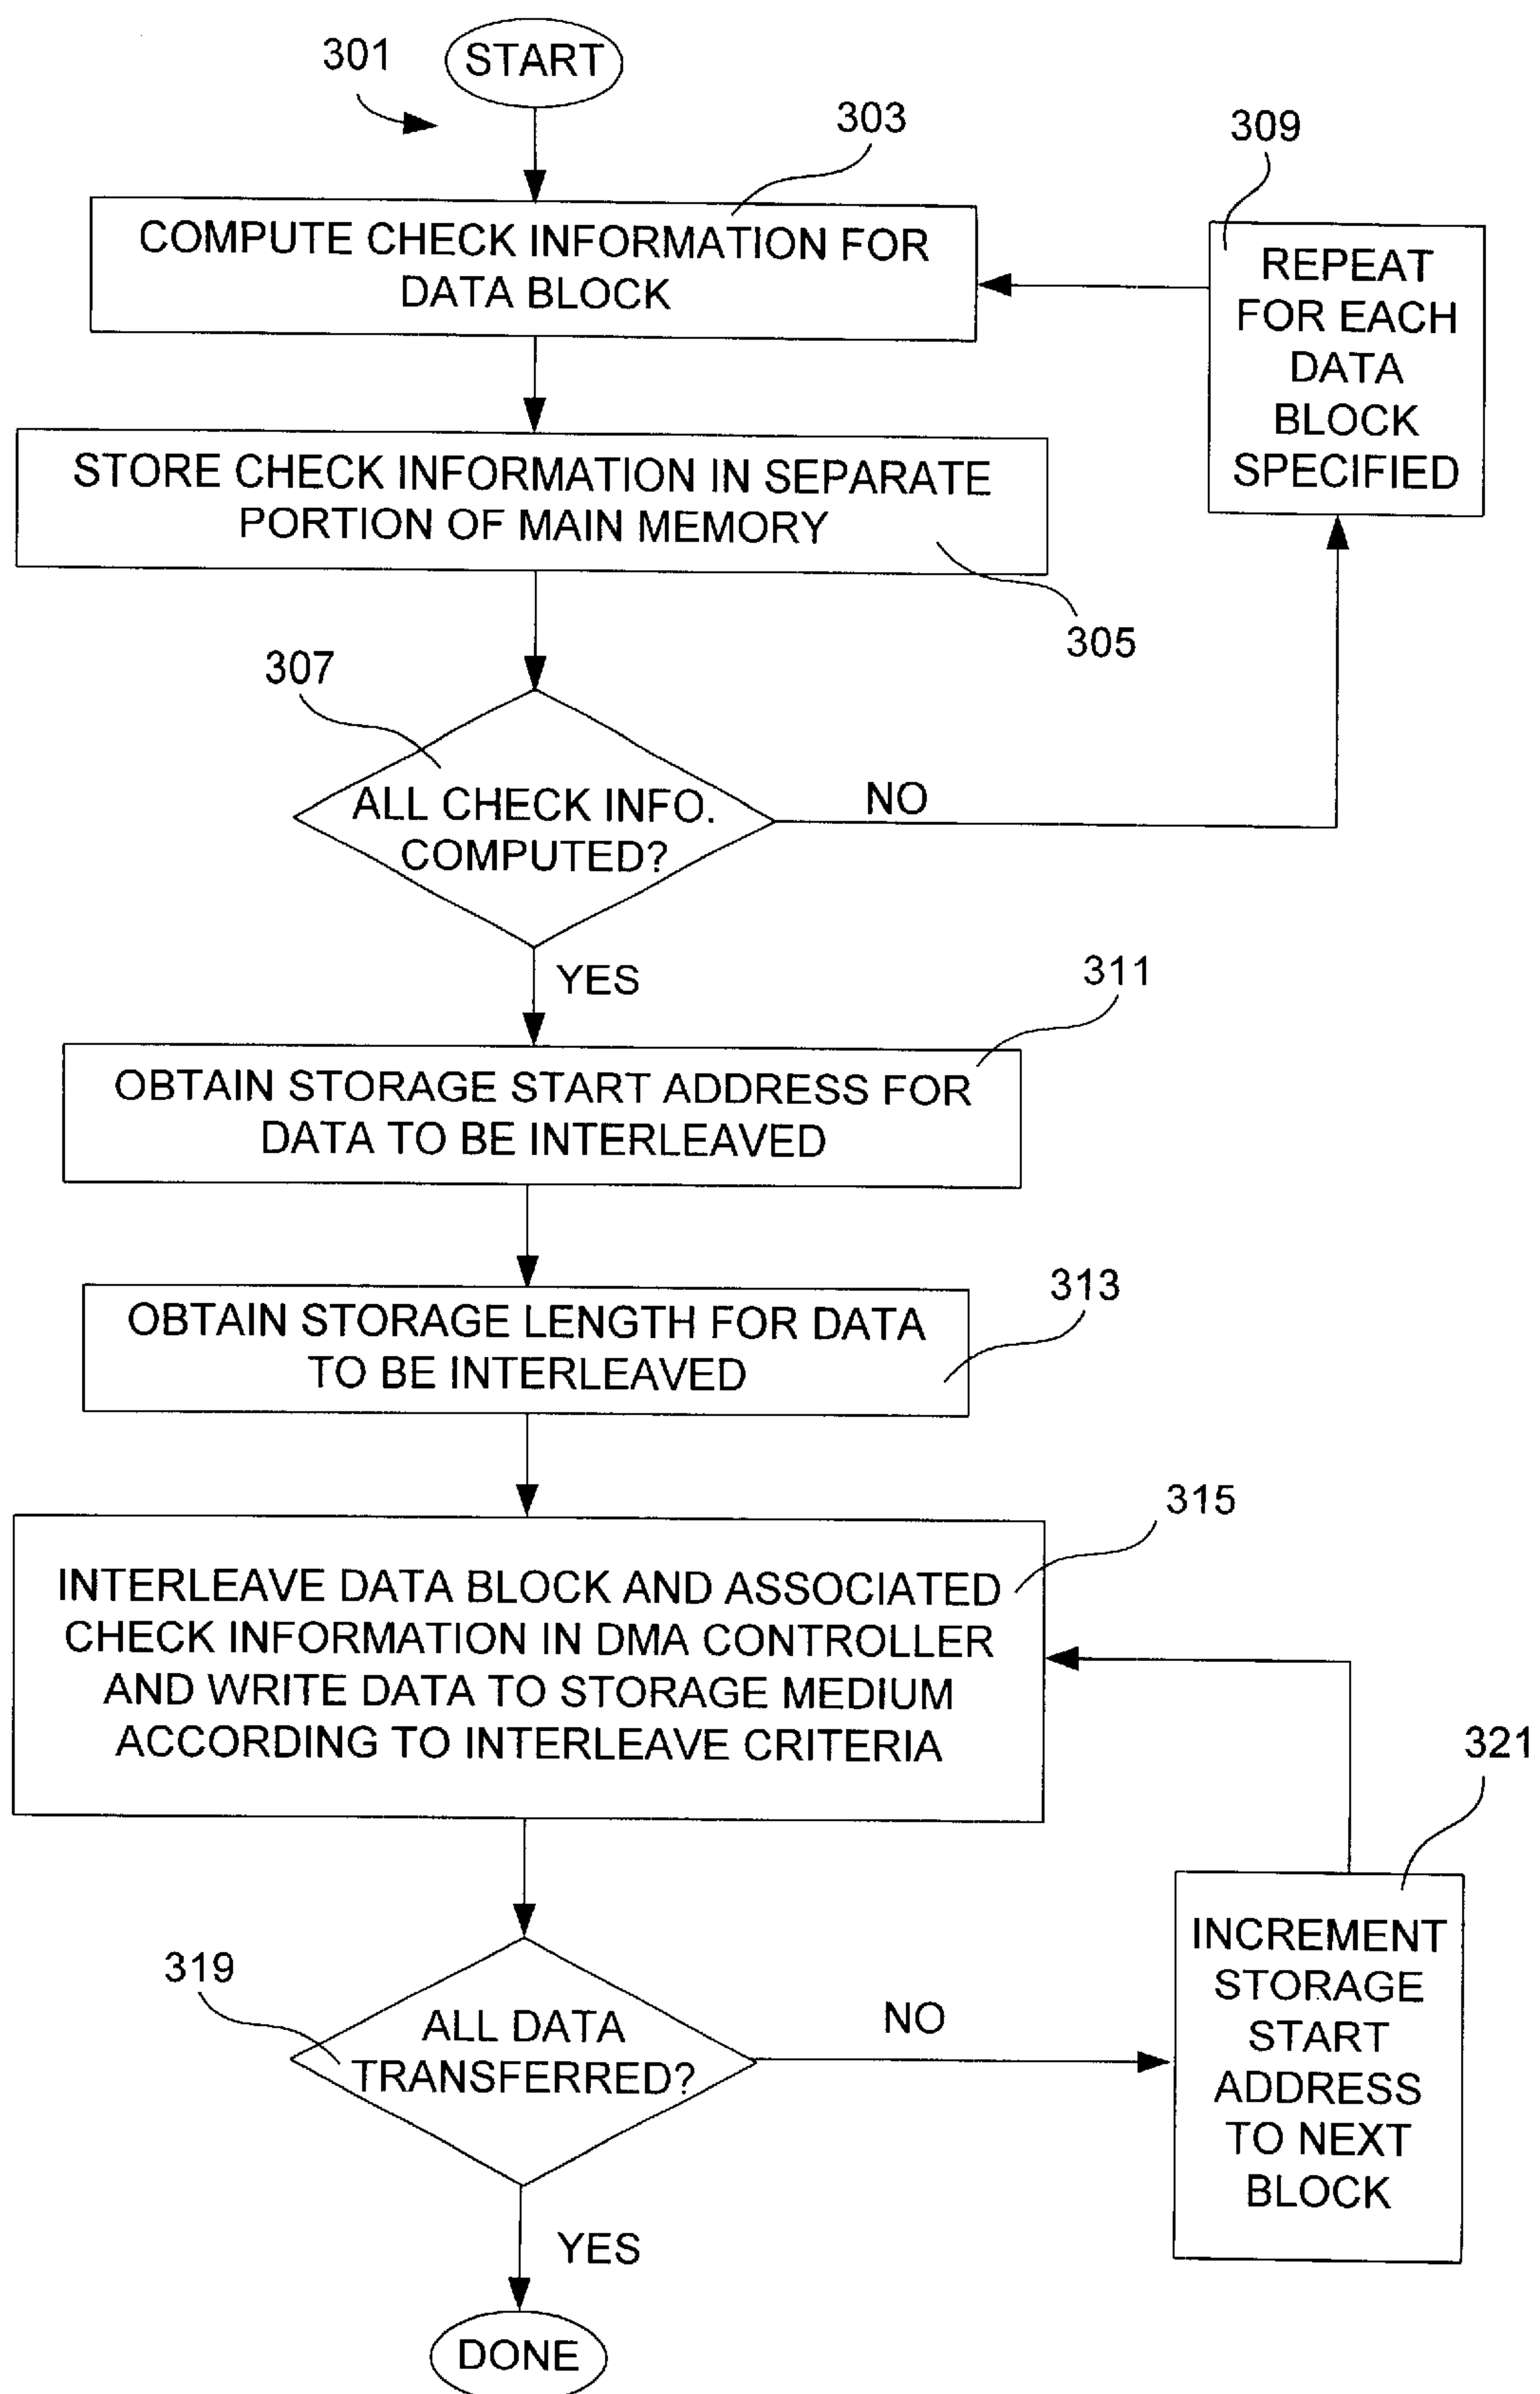 301
START
303
309
COMPUTE CHECK INFORMATION FOR
DATA BLOCK
REPEAT
FOR EACH
DATA
BLOCK
SPECIFIED
STORE CHECK INFORMATION IN SEPARATE
PORTION OF MAIN MEMORY
305
307
ALL CHECK INFO.
COMPUTED?
NO
YES
311
OBTAIN STORAGE START ADDRESS FOR
DATA TO BE INTERLEAVED
313
OBTAIN STORAGE LENGTH FOR DATA
TO BE INTERLEAVED
315
INTERLEAVE DATA BLOCK AND ASSOCIATED
CHECK INFORMATION IN DMA CONTROLLER
AND WRITE DATA TO STORAGE MEDIUM
ACCORDING TO INTERLEAVE CRITERIA
321
319
ALL DATA
TRANSFERRED?
NO
INCREMENT
STORAGE
START
ADDRESS
TO NEXT
BLOCK
YES
DONE